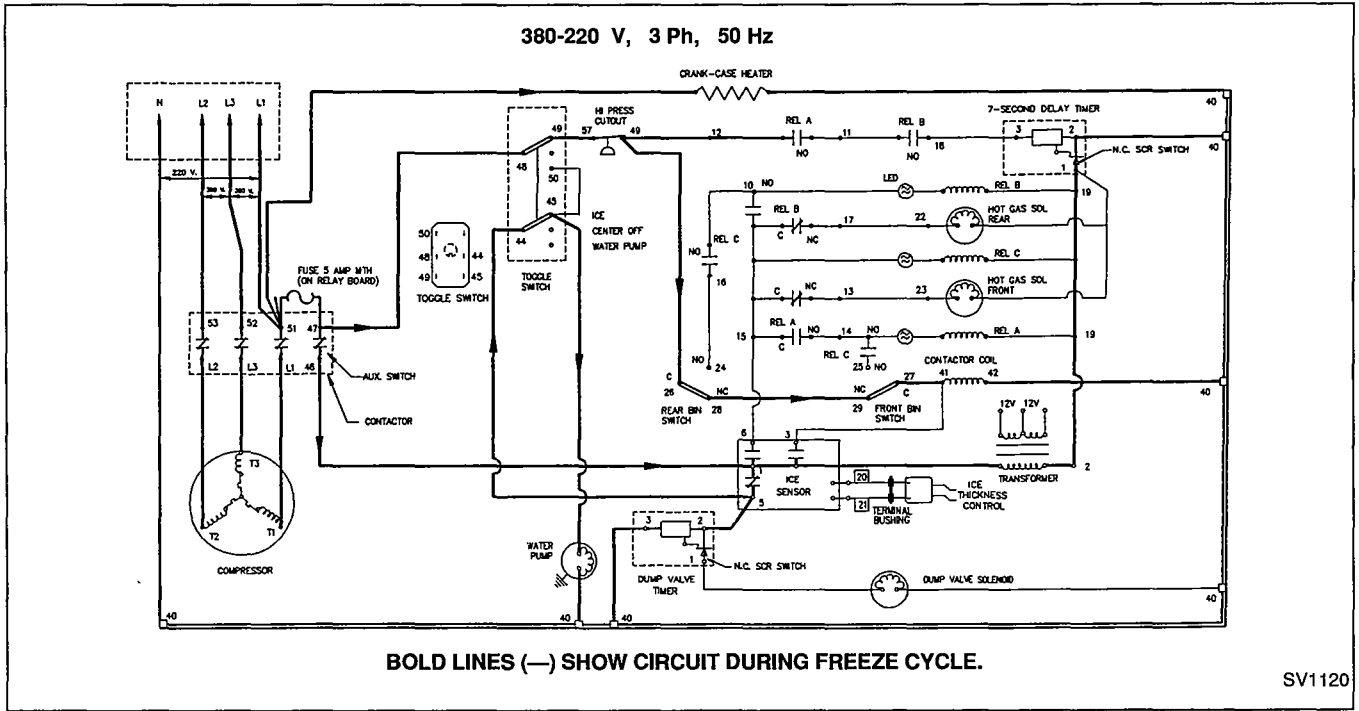 380-220 V, 3 Ph, 50 Hz
CRANK-CASE HEATER
N L2 L3 L1
40
220 V.
380 V. 380 V.
HI PRESS
CUTOUT
49 57 49 12
REL A
NO
11
REL B
NO
18
7-SECOND DELAY TIMER
3 2
1
40
N.C. SCR SWITCH
48
50
45
44
ICE
CENTER OFF
WATER PUMP
TOGGLE
SWITCH
50
48 44
49 45
TOGGLE SWITCH
10 NO
LED
REL B
19
REL B
C NC
17 22
HOT GAS SOL
REAR
REL C
NO
16
REL C
C NC
13 23
HOT GAS SOL
FRONT
15
REL A
C NO
14 NO
REL A
19
REL C
25 NO
NO 24
FUSE 5 AMP MTH
(ON RELAY BOARD)
53 52 51 47
L2 L3 L1 46
AUX. SWITCH
CONTACTOR
C
26
NC
28
REAR BIN
SWITCH
NC
29
27
C
FRONT BIN
SWITCH
CONTACTOR COIL
41 42
40
12V 12V
TRANSFORMER
2
6 3
1
5
ICE
SENSOR
20
21
TERMINAL
BUSHING
ICE
THICKNESS
CONTROL
T3
T2 T1
COMPRESSOR
WATER
PUMP
3 2
1
N.C. SCR SWITCH
DUMP VALVE
TIMER
DUMP VALVE SOLENOID
40
40 40 40
BOLD LINES (—) SHOW CIRCUIT DURING FREEZE CYCLE.
SV1120